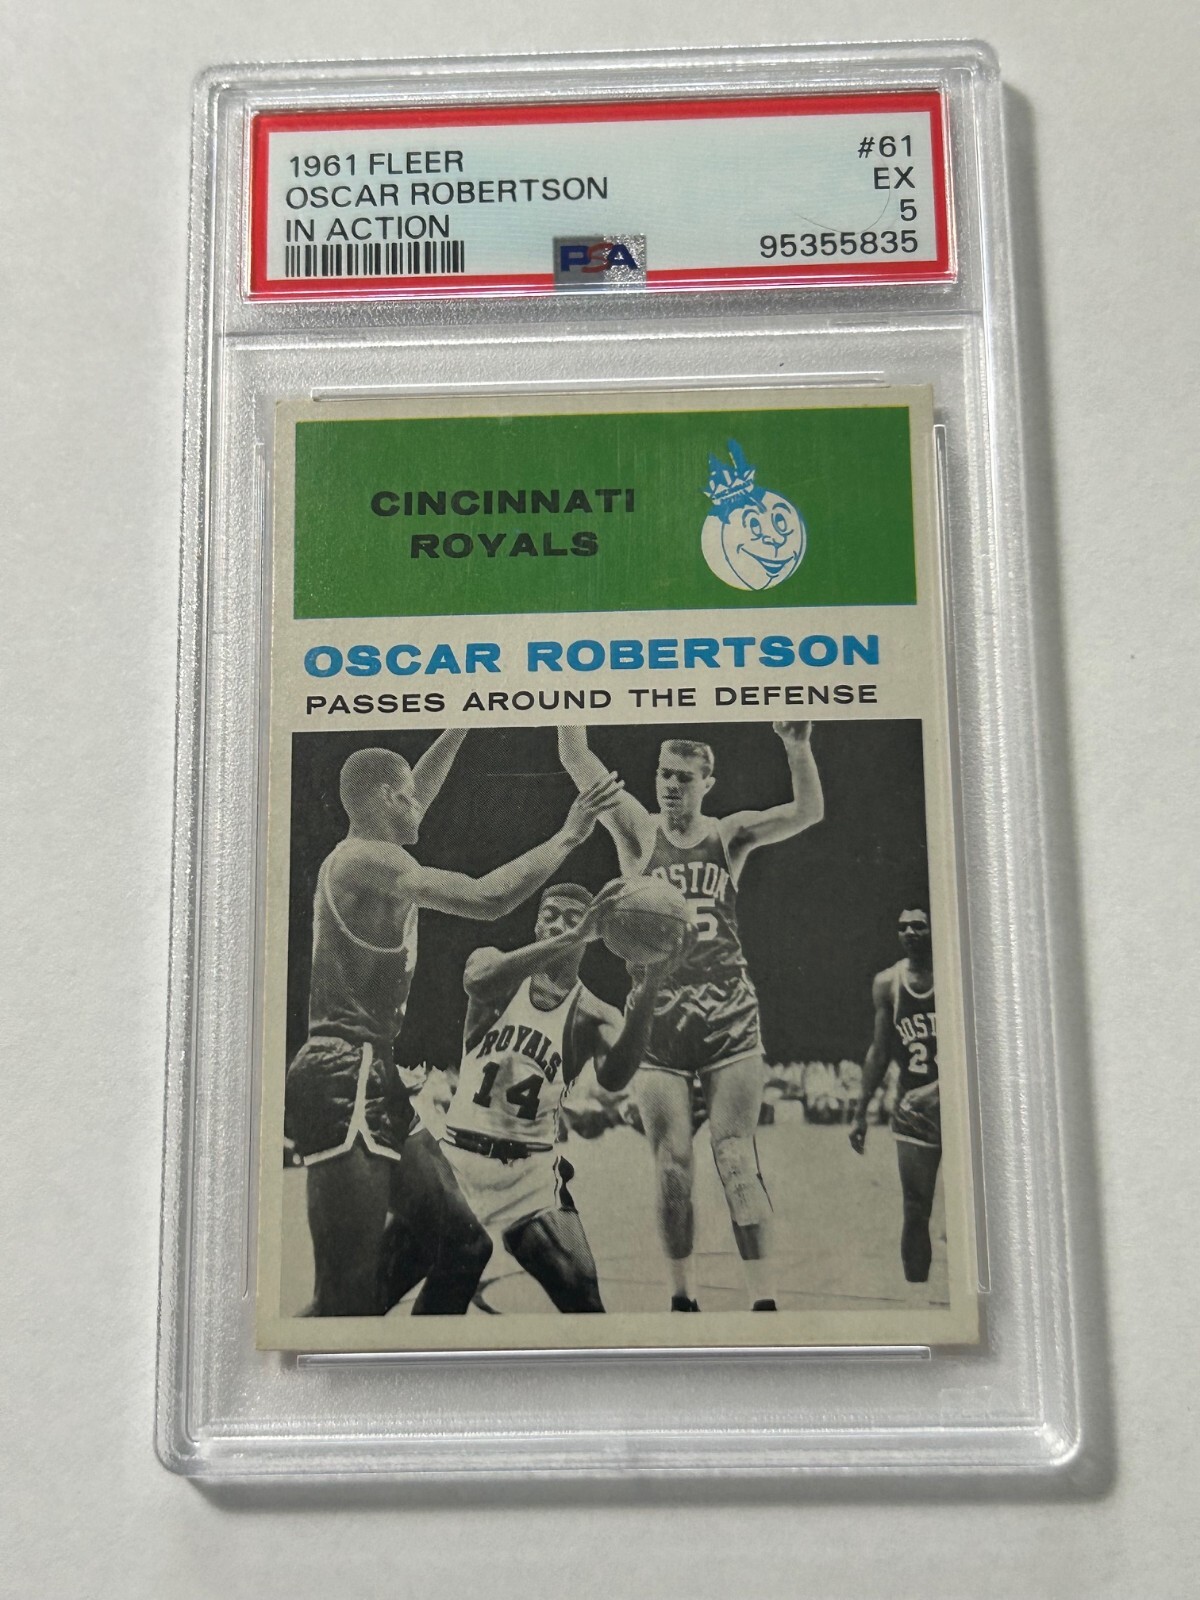 1961 FLEER
OSCAR ROBERTSON
IN ACTION
#61
EX
5
95355835
PSA
CINCINNATI
ROYALS
OSCAR ROBERTSON
PASSES AROUND THE DEFENSE
ROYALS
14